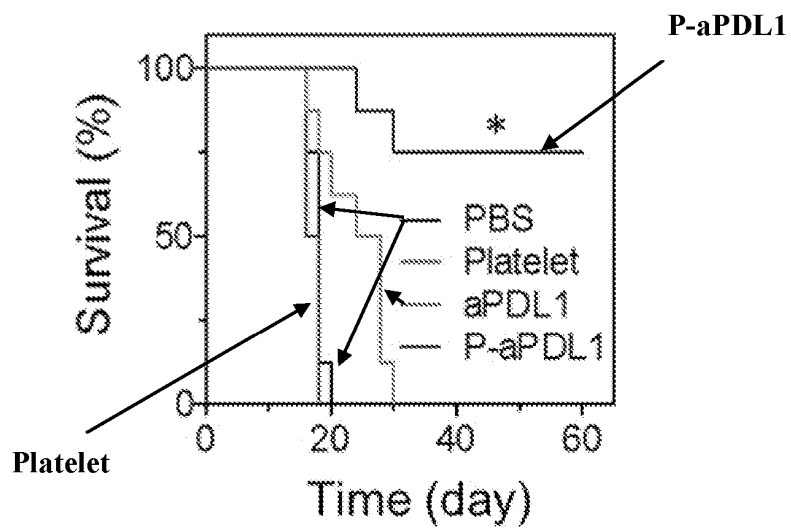 P-aPDL1
100
50
0
Survival (%)
*
PBS
Platelet
aPDL1
P-aPDL1
Platelet
0 20 40 60
Time (day)